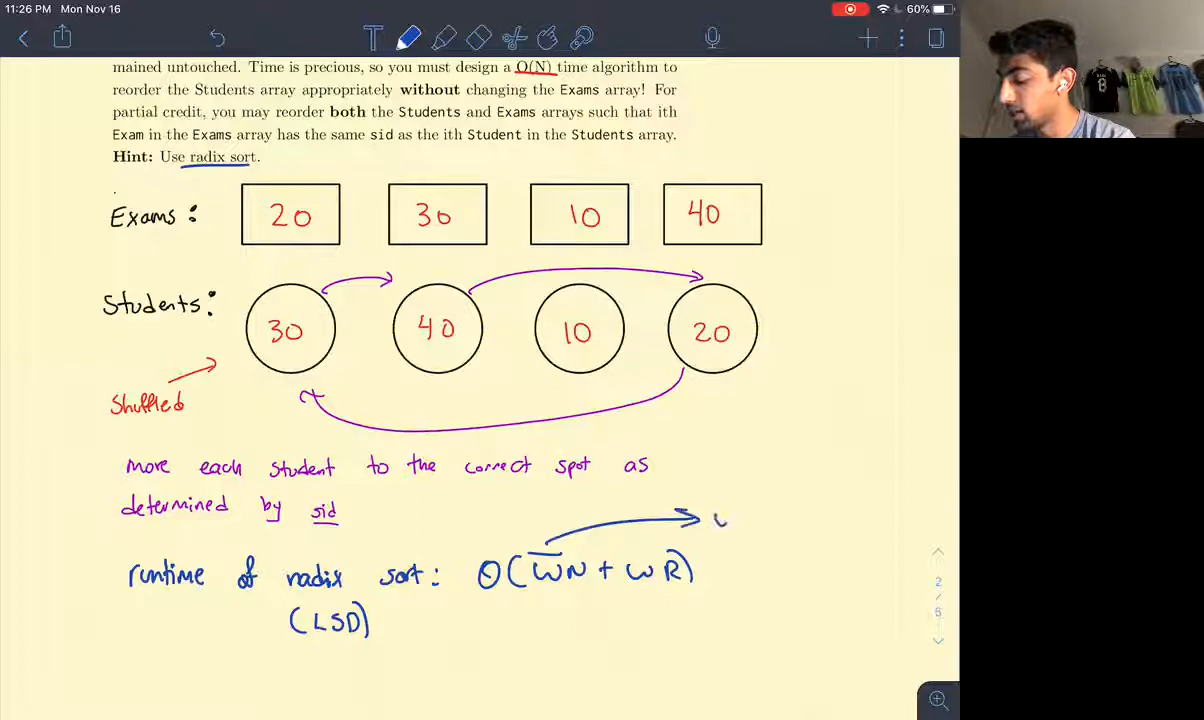 11:26 PM Mon Nov 16
60%
mained untouched. Time is precious, so you must design a O(N) time algorithm to
reorder the Students array appropriately without changing the Exams array! For
partial credit, you may reorder both the Students and Exams arrays such that ith
Exam in the Exams array has the same sid as the ith Student in the Students array.
Hint: Use radix sort.
Exams: 20 30 10 40
Students: 30 40 10 20
Shuffled
move each student to the correct spot as
determined by sid
runtime of radix sort: Θ(WN + WR)
(LSD)
2
/
6
8